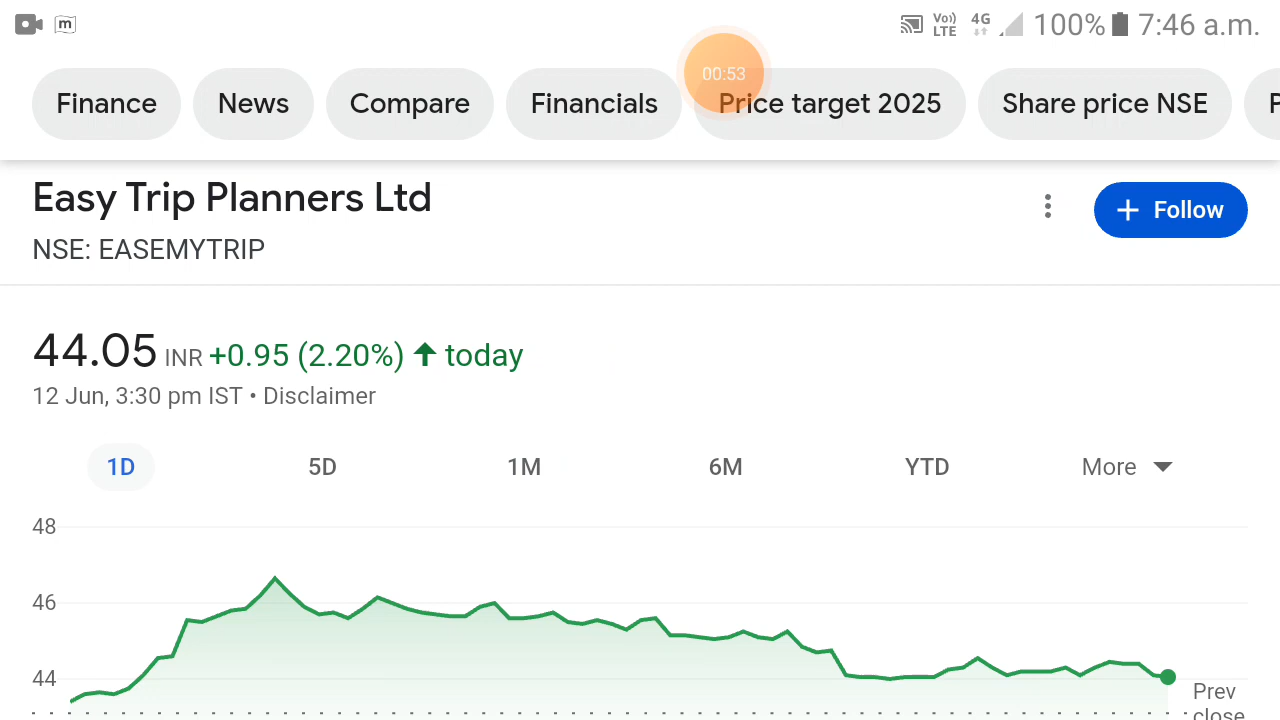 m Vo)) LTE 4G 100% 7:46 a.m.
00:53
Finance News Compare Financials Price target 2025 Share price NSE
Easy Trip Planners Ltd
+ Follow
NSE: EASEMYTRIP
44.05 INR +0.95 (2.20%) today
12 Jun, 3:30 pm IST • Disclaimer
1D 5D 1M 6M YTD More
48
46
44
Prev
close